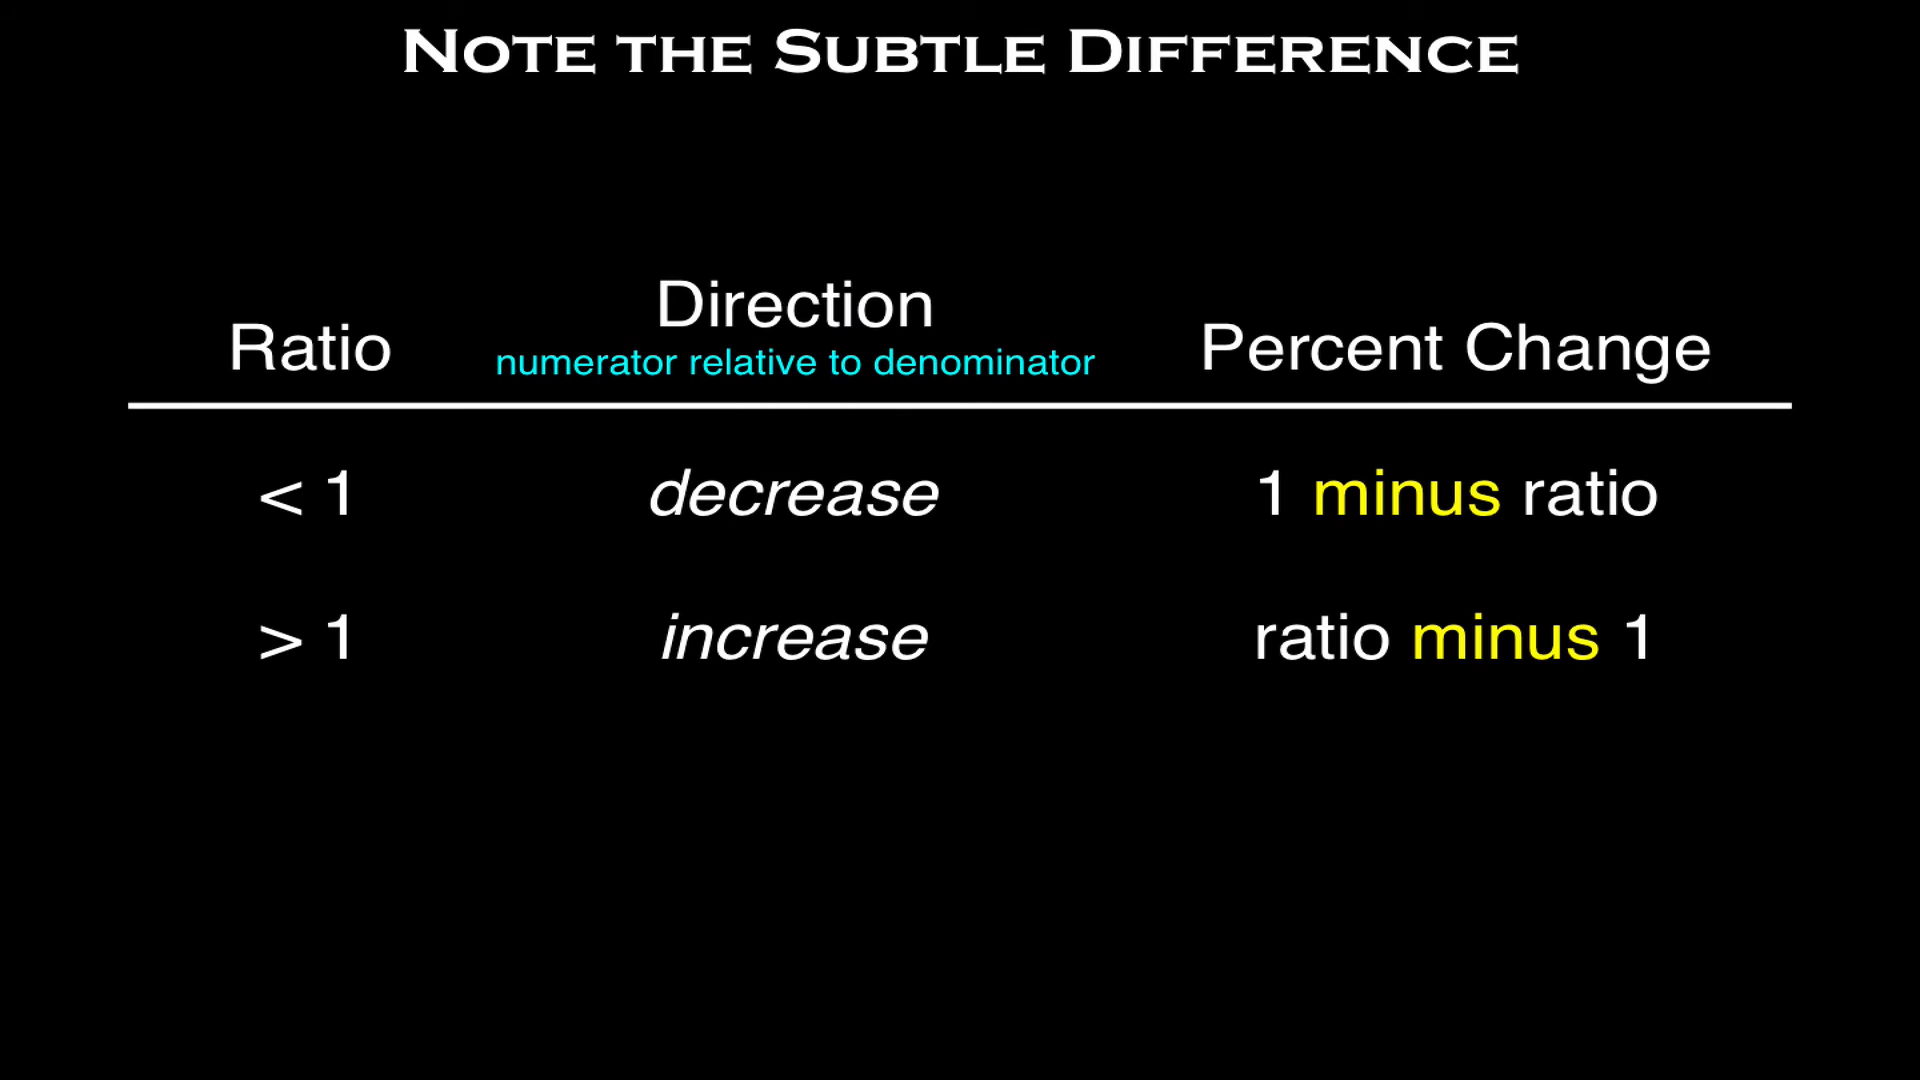 NOTE THE SUBTLE DIFFERENCE
Ratio Direction Percent Change
numerator relative to denominator
< 1 decrease 1 minus ratio
> 1 increase ratio minus 1